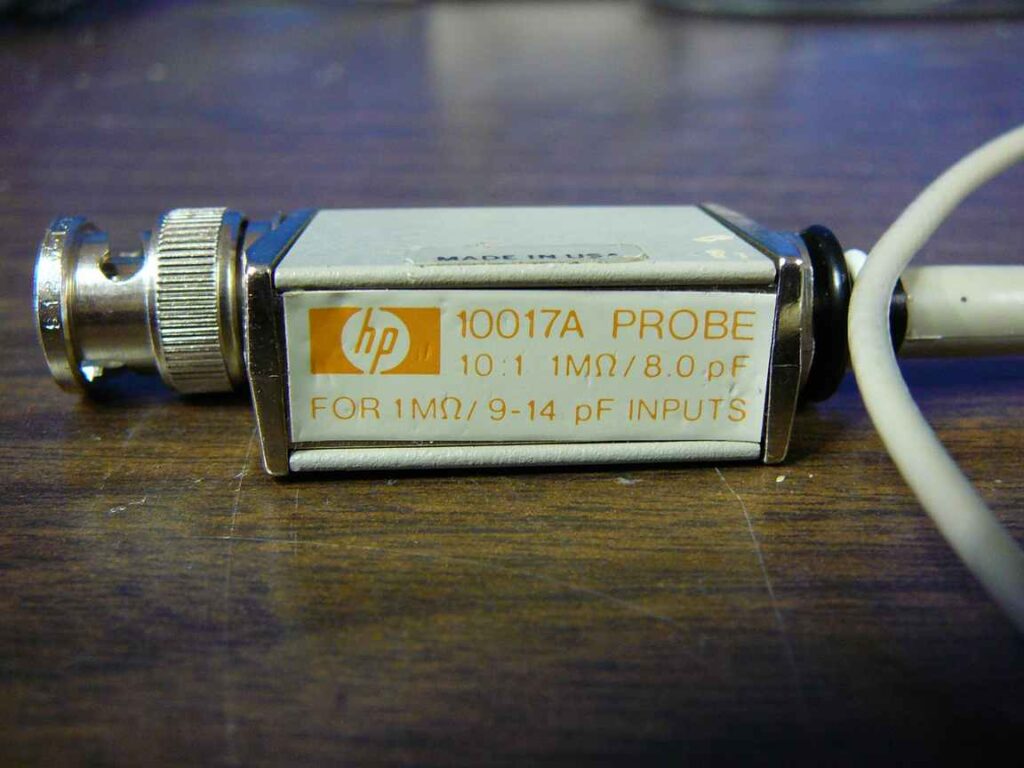 MADE IN USA
hp 10017A PROBE
10:1 1MΩ/8.0 pF
FOR 1MΩ/9-14 pF INPUTS